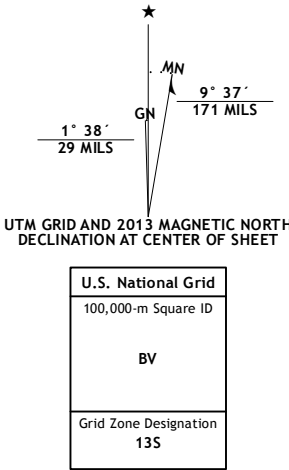 ★
MN
GN
9° 37´
171 MILS
1° 38´
29 MILS
UTM GRID AND 2013 MAGNETIC NORTH
DECLINATION AT CENTER OF SHEET
U.S. National Grid
100,000-m Square ID
BV
Grid Zone Designation
13S